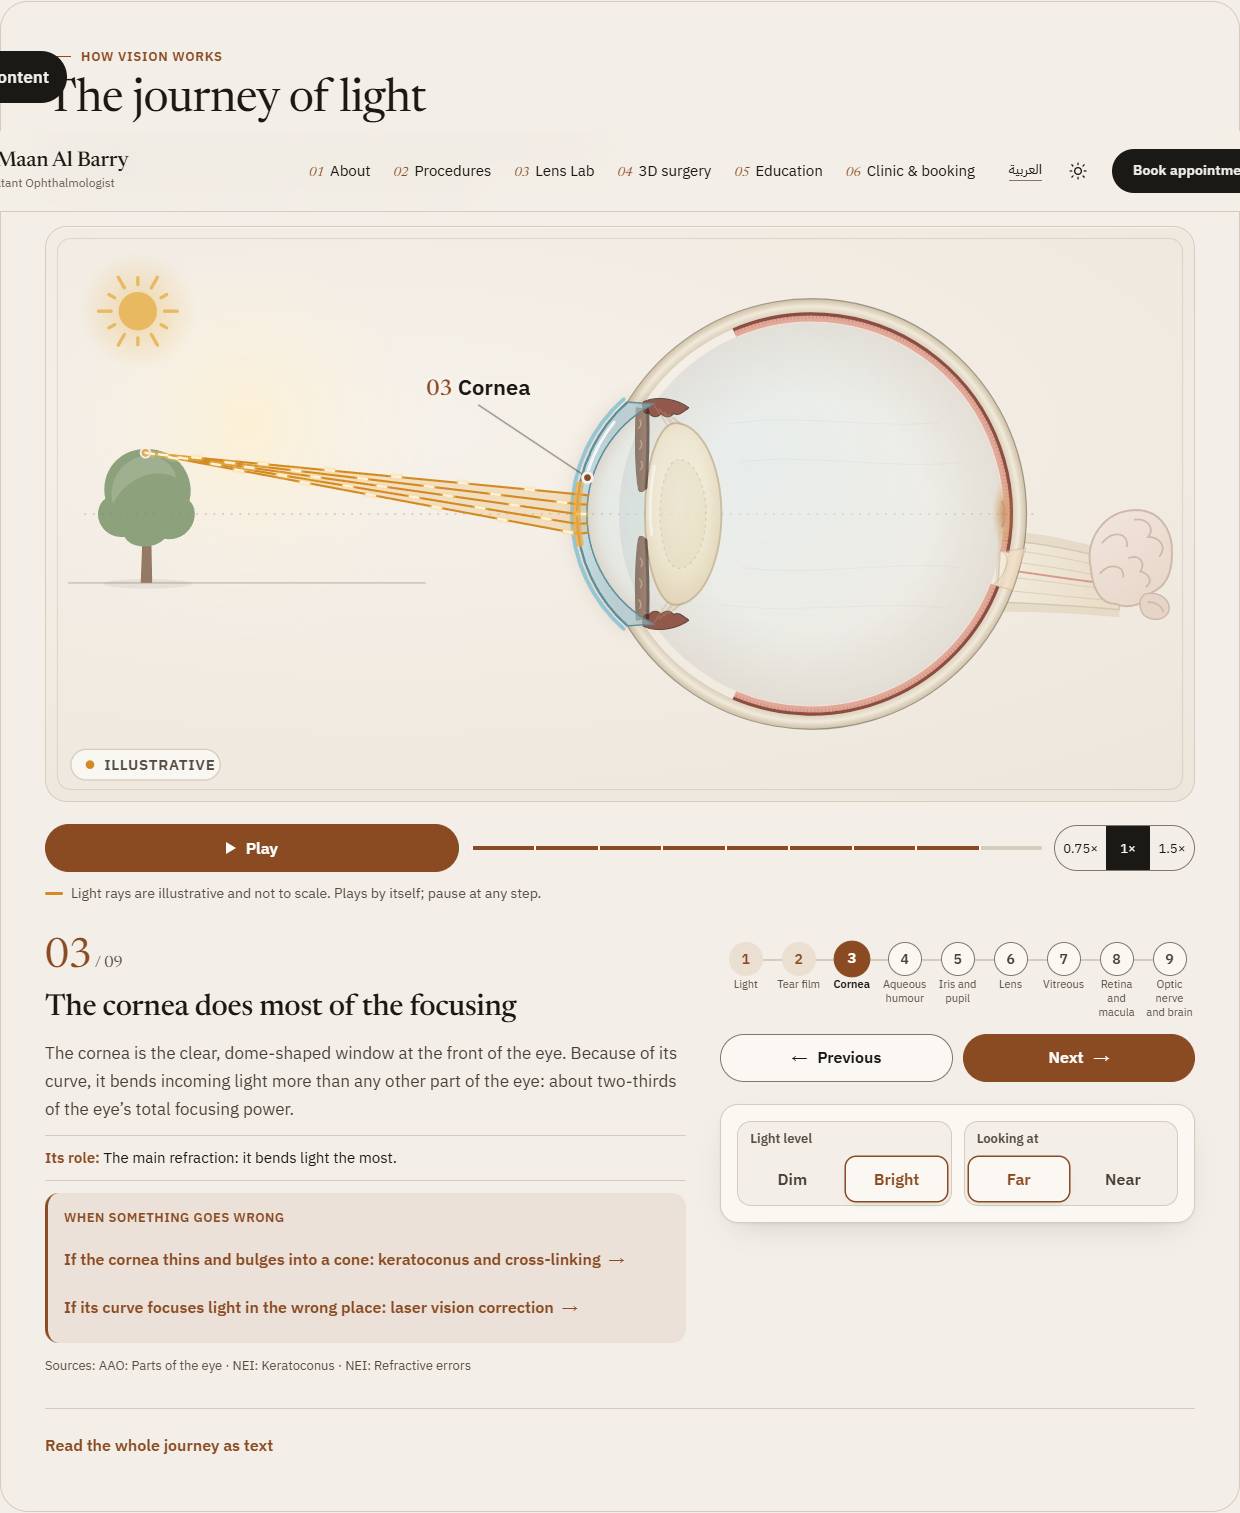 HOW VISION WORKS
ontent
The journey of light
Maan Al Barry
tant Ophthalmologist
01 About 02 Procedures 03 Lens Lab 04 3D surgery 05 Education 06 Clinic & booking العربية Book appointme
03 Cornea
ILLUSTRATIVE
Play
0.75× 1× 1.5×
Light rays are illustrative and not to scale. Plays by itself; pause at any step.
03 / 09
The cornea does most of the focusing
The cornea is the clear, dome-shaped window at the front of the eye. Because of its
curve, it bends incoming light more than any other part of the eye: about two-thirds
of the eye’s total focusing power.
Its role: The main refraction: it bends light the most.
WHEN SOMETHING GOES WRONG
If the cornea thins and bulges into a cone: keratoconus and cross-linking →
If its curve focuses light in the wrong place: laser vision correction →
Sources: AAO: Parts of the eye · NEI: Keratoconus · NEI: Refractive errors
1 2 3 4 5 6 7 8 9
Light Tear film Cornea Aqueous Iris and Lens Vitreous Retina Optic
humour pupil and nerve
macula and brain
← Previous Next →
Light level Looking at
Dim Bright Far Near
Read the whole journey as text